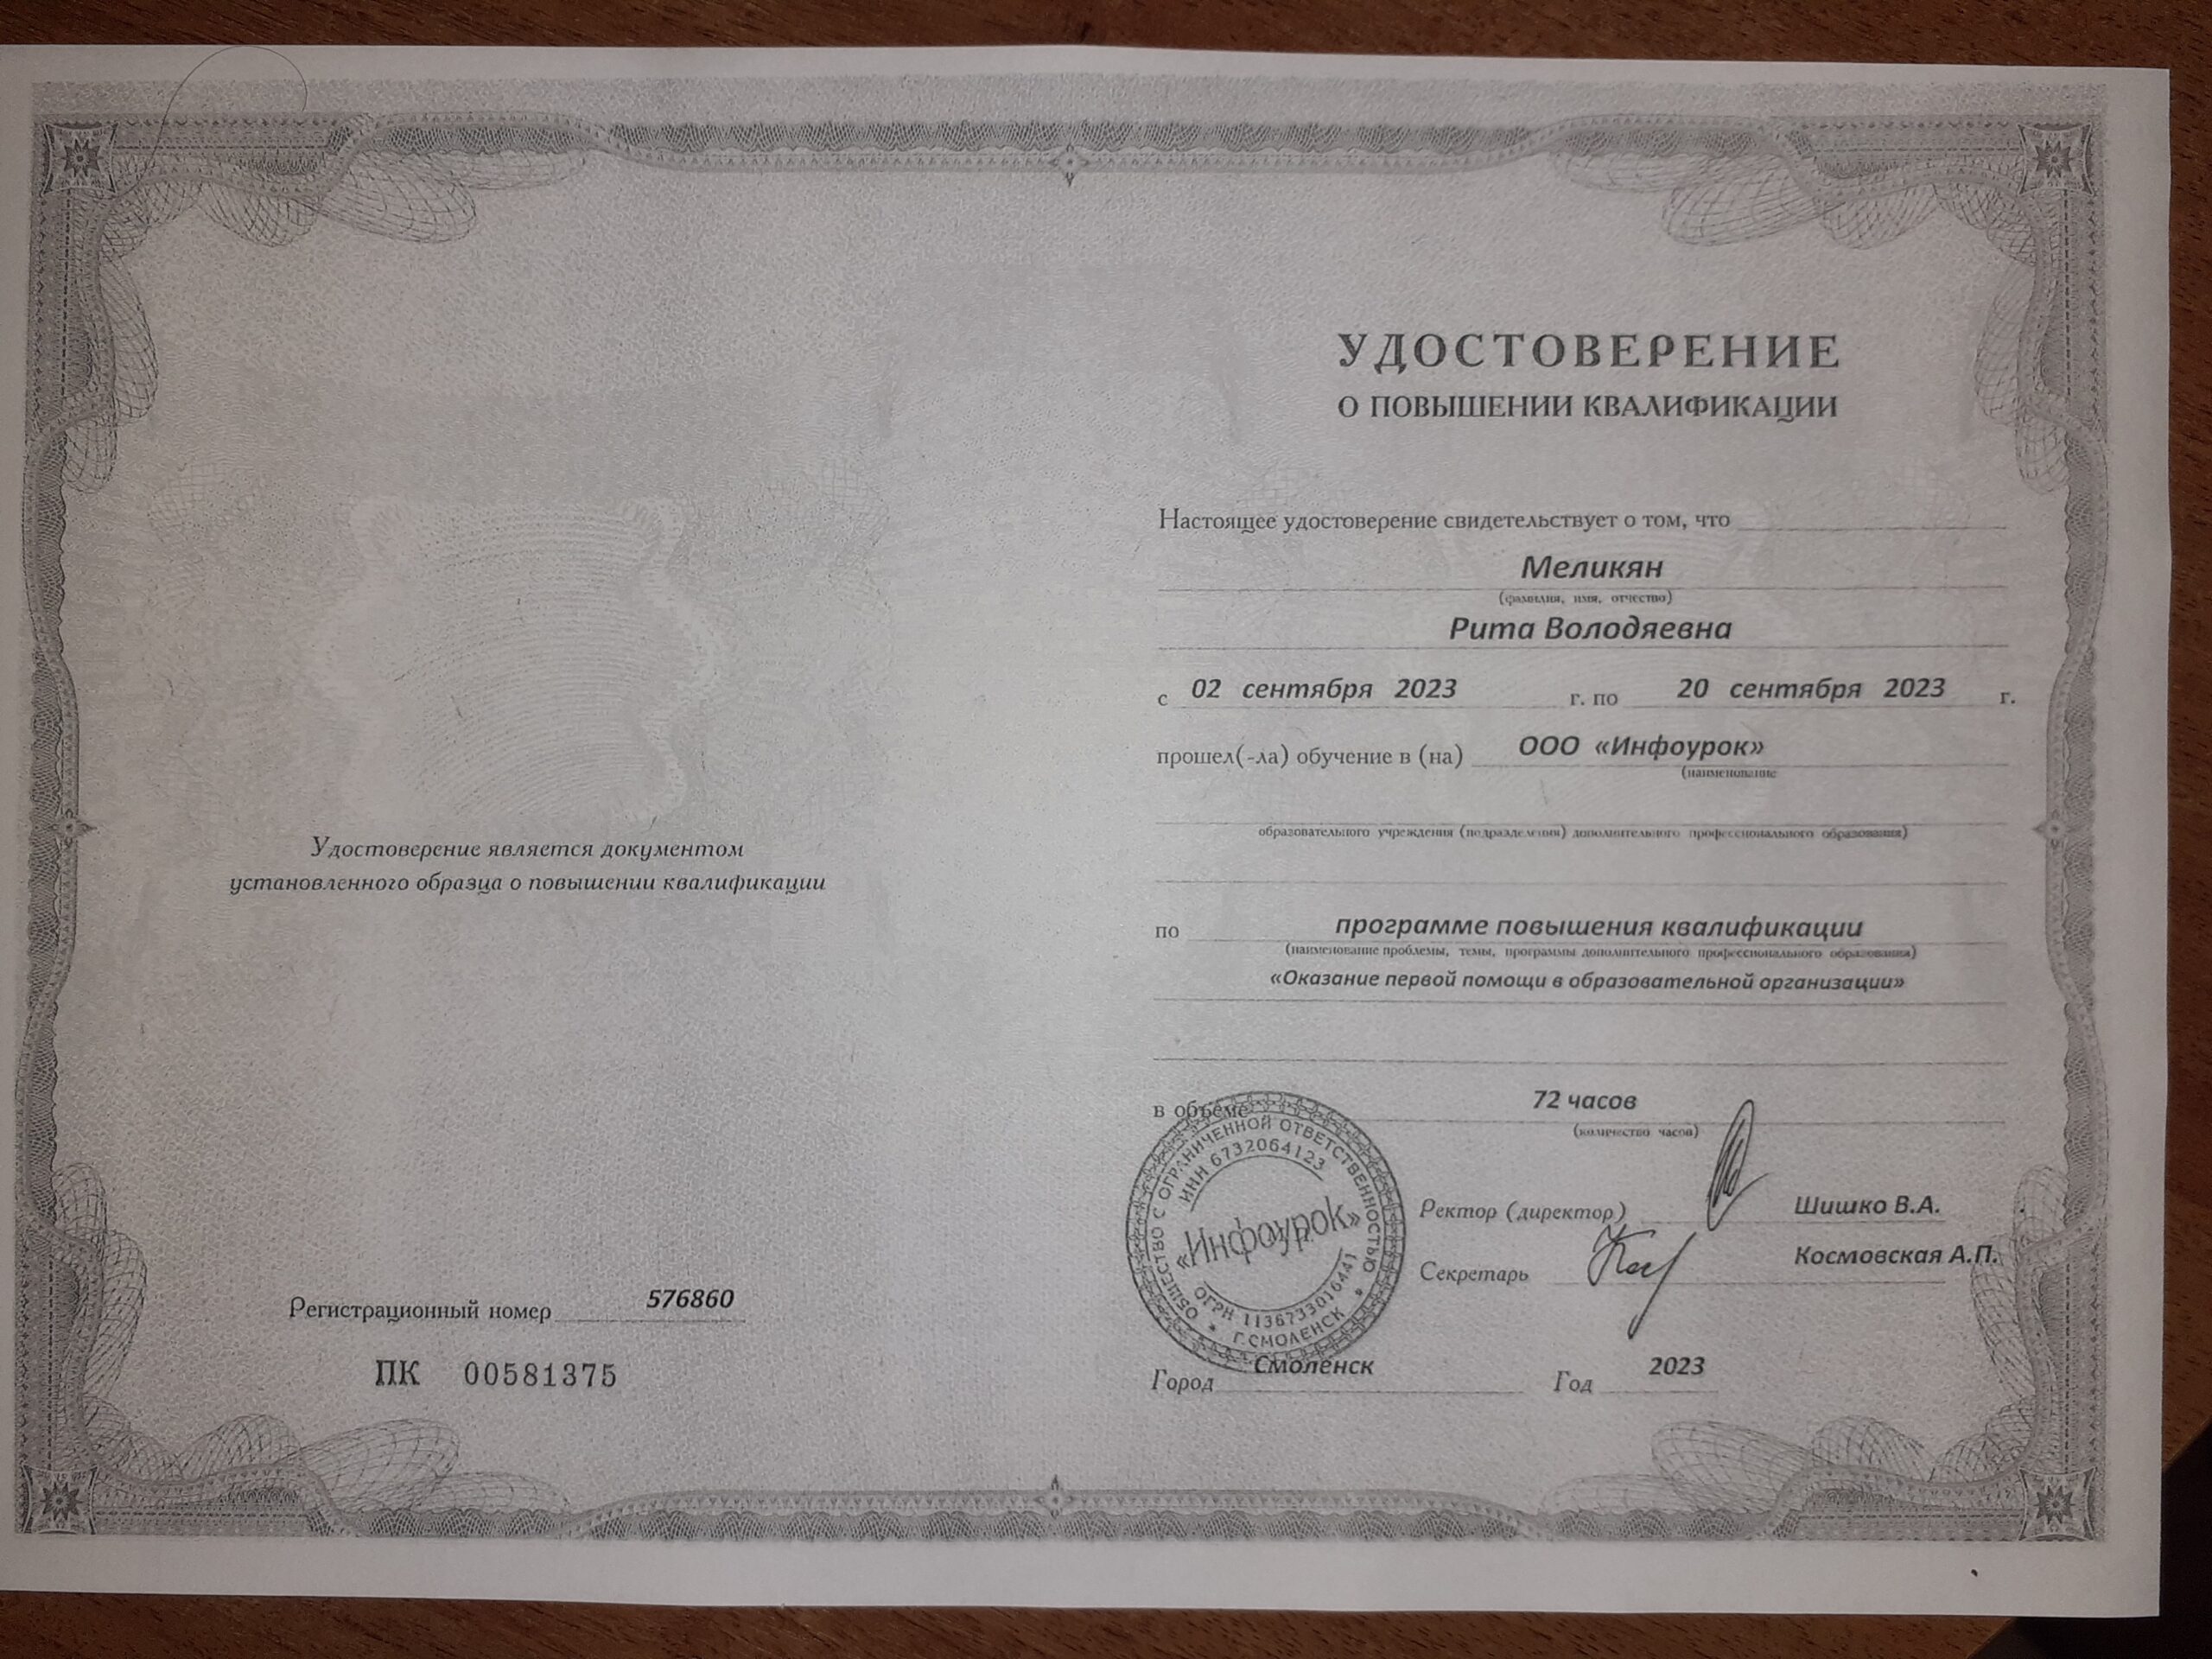 Удостоверение является документом
установленного образца о повышении квалификации
Регистрационный номер 576860
ПК 00581375
УДОСТОВЕРЕНИЕ
О ПОВЫШЕНИИ КВАЛИФИКАЦИИ
Настоящее удостоверение свидетельствует о том, что
Меликян
(фамилия, имя, отчество)
Рита Володяевна
с 02 сентября 2023 г. по 20 сентября 2023 г.
прошел(-ла) обучение в (на) ООО «Инфоурок»
(наименование
образовательного учреждения (подразделения) дополнительного профессионального образования)
по программе повышения квалификации
(наименование проблемы, темы, программы дополнительного профессионального образования)
«Оказание первой помощи в образовательной организации»
в объеме 72 часов
(количество часов)
ОБЩЕСТВО С ОГРАНИЧЕННОЙ ОТВЕТСТВЕННОСТЬЮ
ИНН 6732064123
«Инфоурок»
ОГРН 1136733016441
Г.СМОЛЕНСК
Ректор (директор) Шишко В.А.
Секретарь Космовская А.П.
Город Смоленск Год 2023